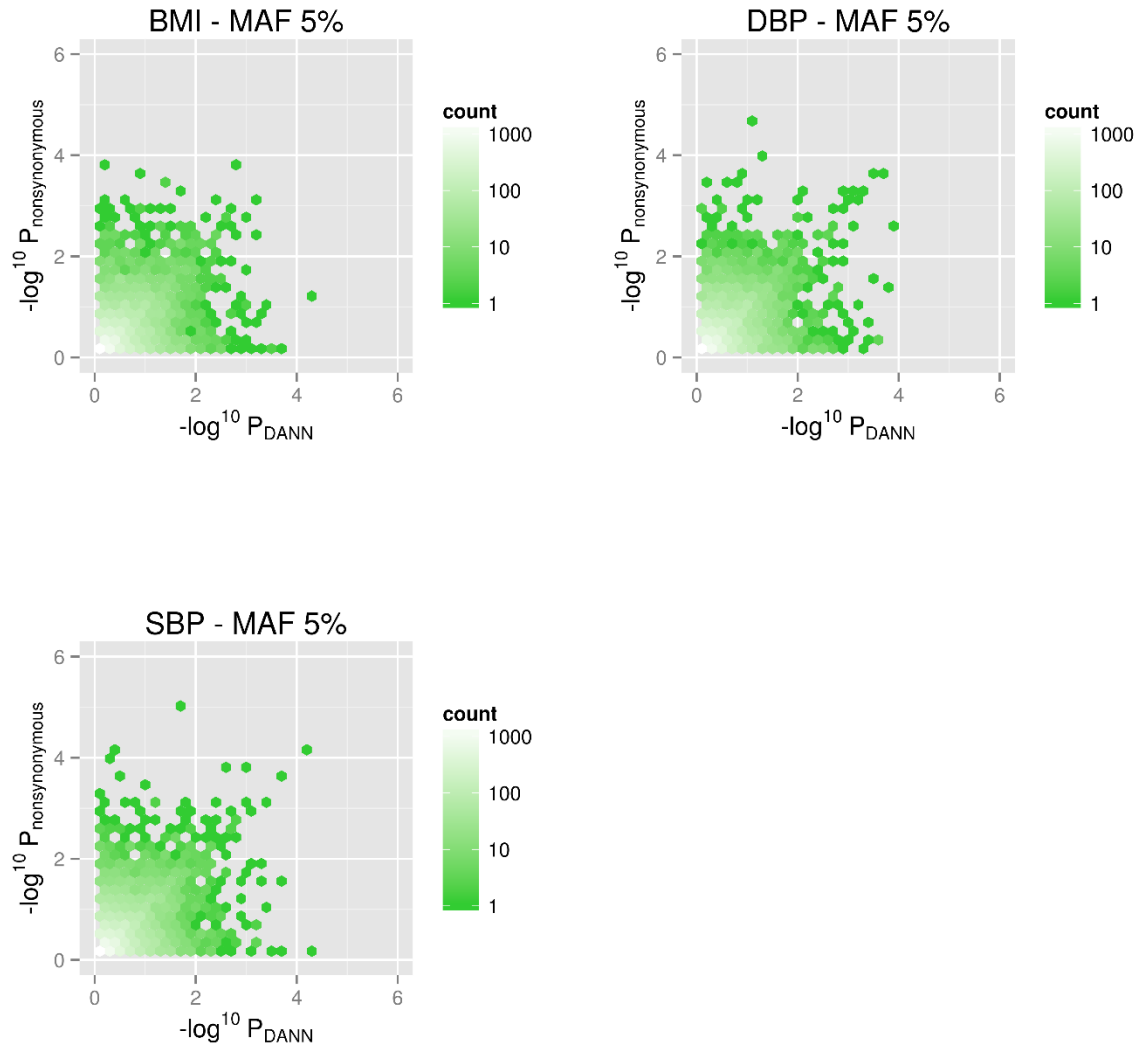 BMI - MAF 5%
6
4
2
0
-log10 Pnonsynonymous
0 2 4 6
-log10 PDANN
count
1000
100
10
1
DBP - MAF 5%
6
4
2
0
-log10 Pnonsynonymous
0 2 4 6
-log10 PDANN
count
1000
100
10
1
SBP - MAF 5%
6
4
2
0
-log10 Pnonsynonymous
0 2 4 6
-log10 PDANN
count
1000
100
10
1